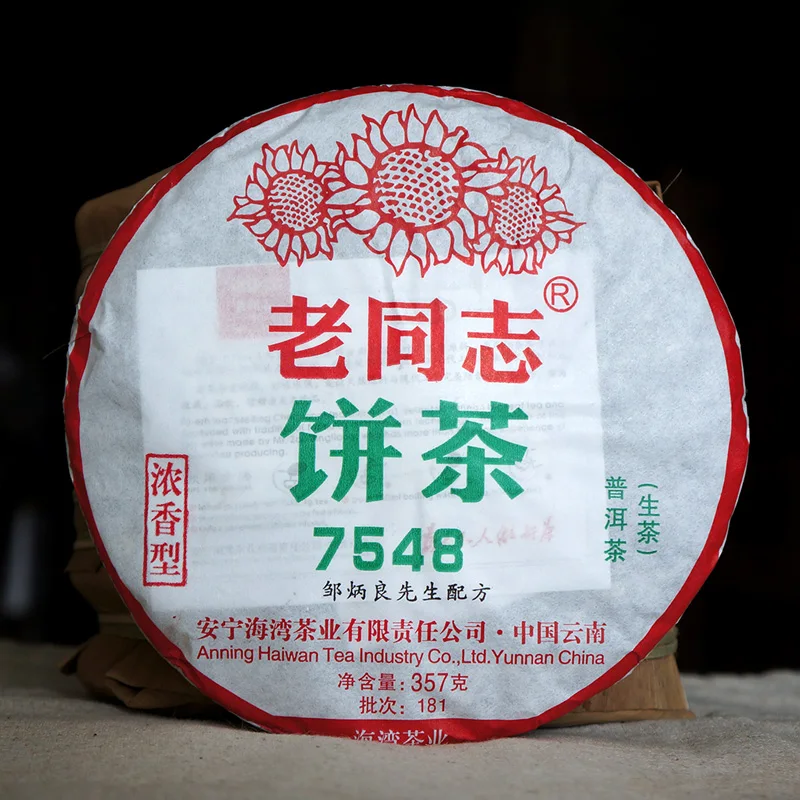 老同志®
饼茶
7548
邹炳良先生配方
浓香型
普洱茶
(生茶)
安宁海湾茶业有限责任公司·中国云南
Anning Haiwan Tea Industry Co.,Ltd.Yunnan China
净含量:357克
批次:181
海湾茶业